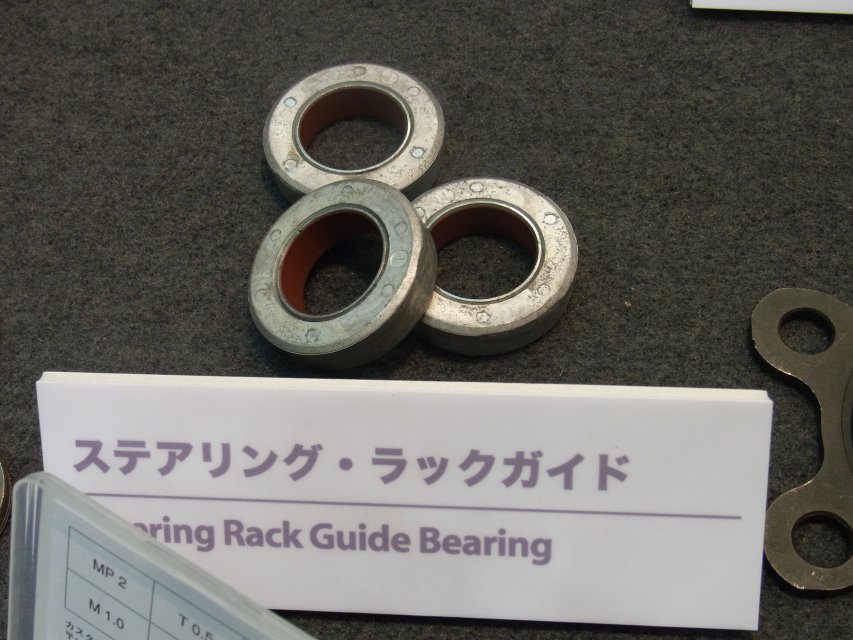 ステアリング・ラックガイド
ering Rack Guide Bearing
MP 2
M 1.0
T 0.5